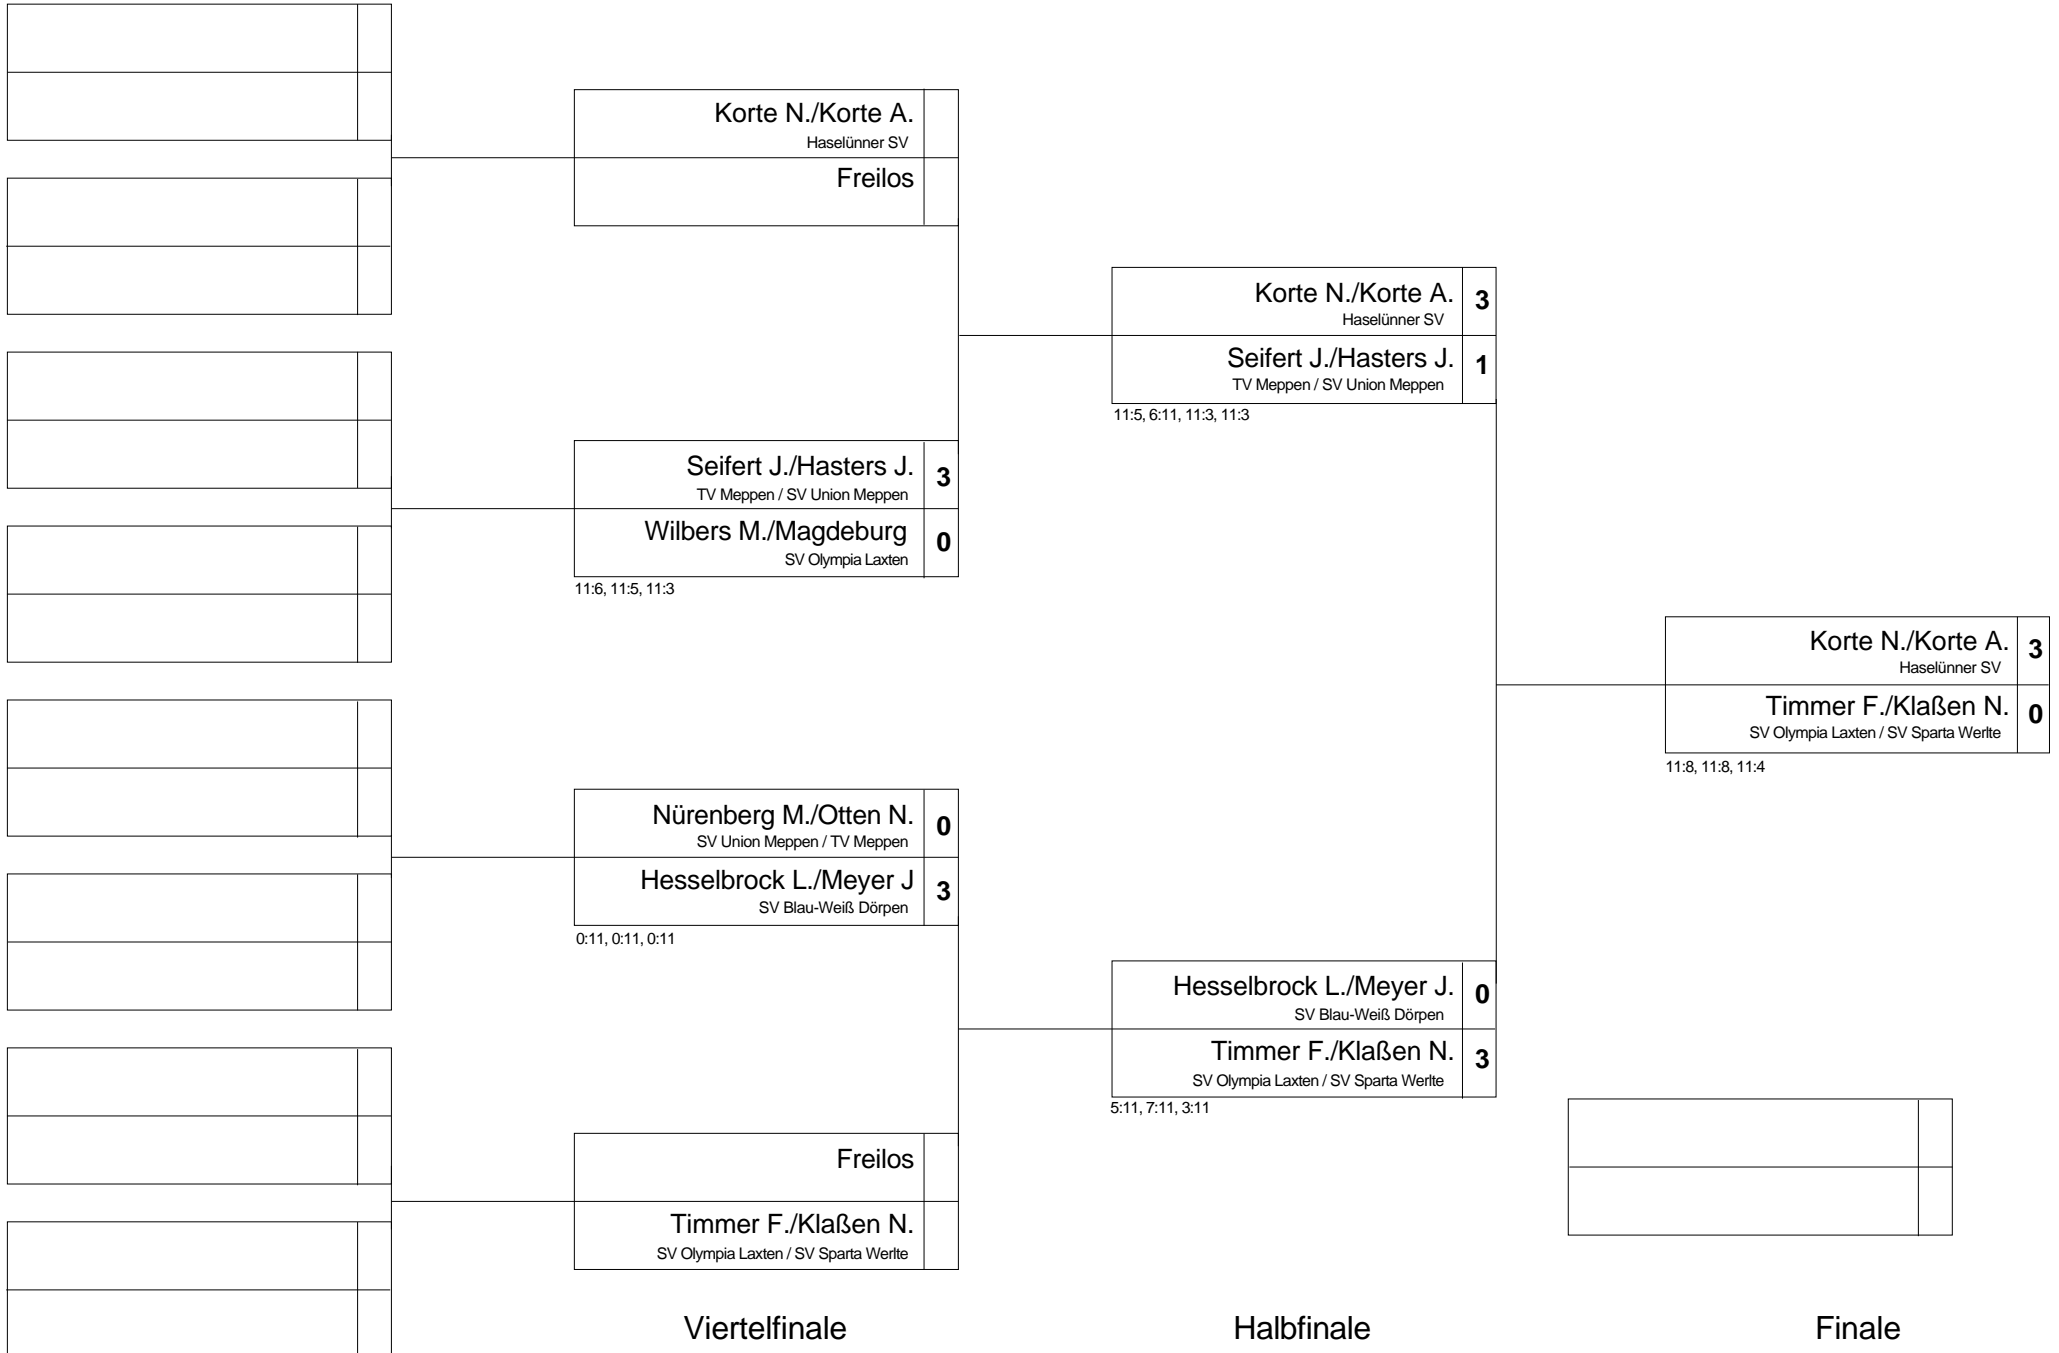 Korte N./Korte A.
Haselünner SV
Freilos
Seifert J./Hasters J.
3
TV Meppen / SV Union Meppen
Wilbers M./Magdeburg
0
SV Olympia Laxten
11:6, 11:5, 11:3
Nürenberg M./Otten N.
0
SV Union Meppen / TV Meppen
Hesselbrock L./Meyer J
3
SV Blau-Weiß Dörpen
0:11, 0:11, 0:11
Freilos
Timmer F./Klaßen N.
SV Olympia Laxten / SV Sparta Werlte
Viertelfinale
Korte N./Korte A.
3
Haselünner SV
Seifert J./Hasters J.
1
TV Meppen / SV Union Meppen
11:5, 6:11, 11:3, 11:3
Hesselbrock L./Meyer J.
0
SV Blau-Weiß Dörpen
Timmer F./Klaßen N.
3
SV Olympia Laxten / SV Sparta Werlte
5:11, 7:11, 3:11
Halbfinale
Korte N./Korte A.
3
Haselünner SV
Timmer F./Klaßen N.
0
SV Olympia Laxten / SV Sparta Werlte
11:8, 11:8, 11:4
Finale